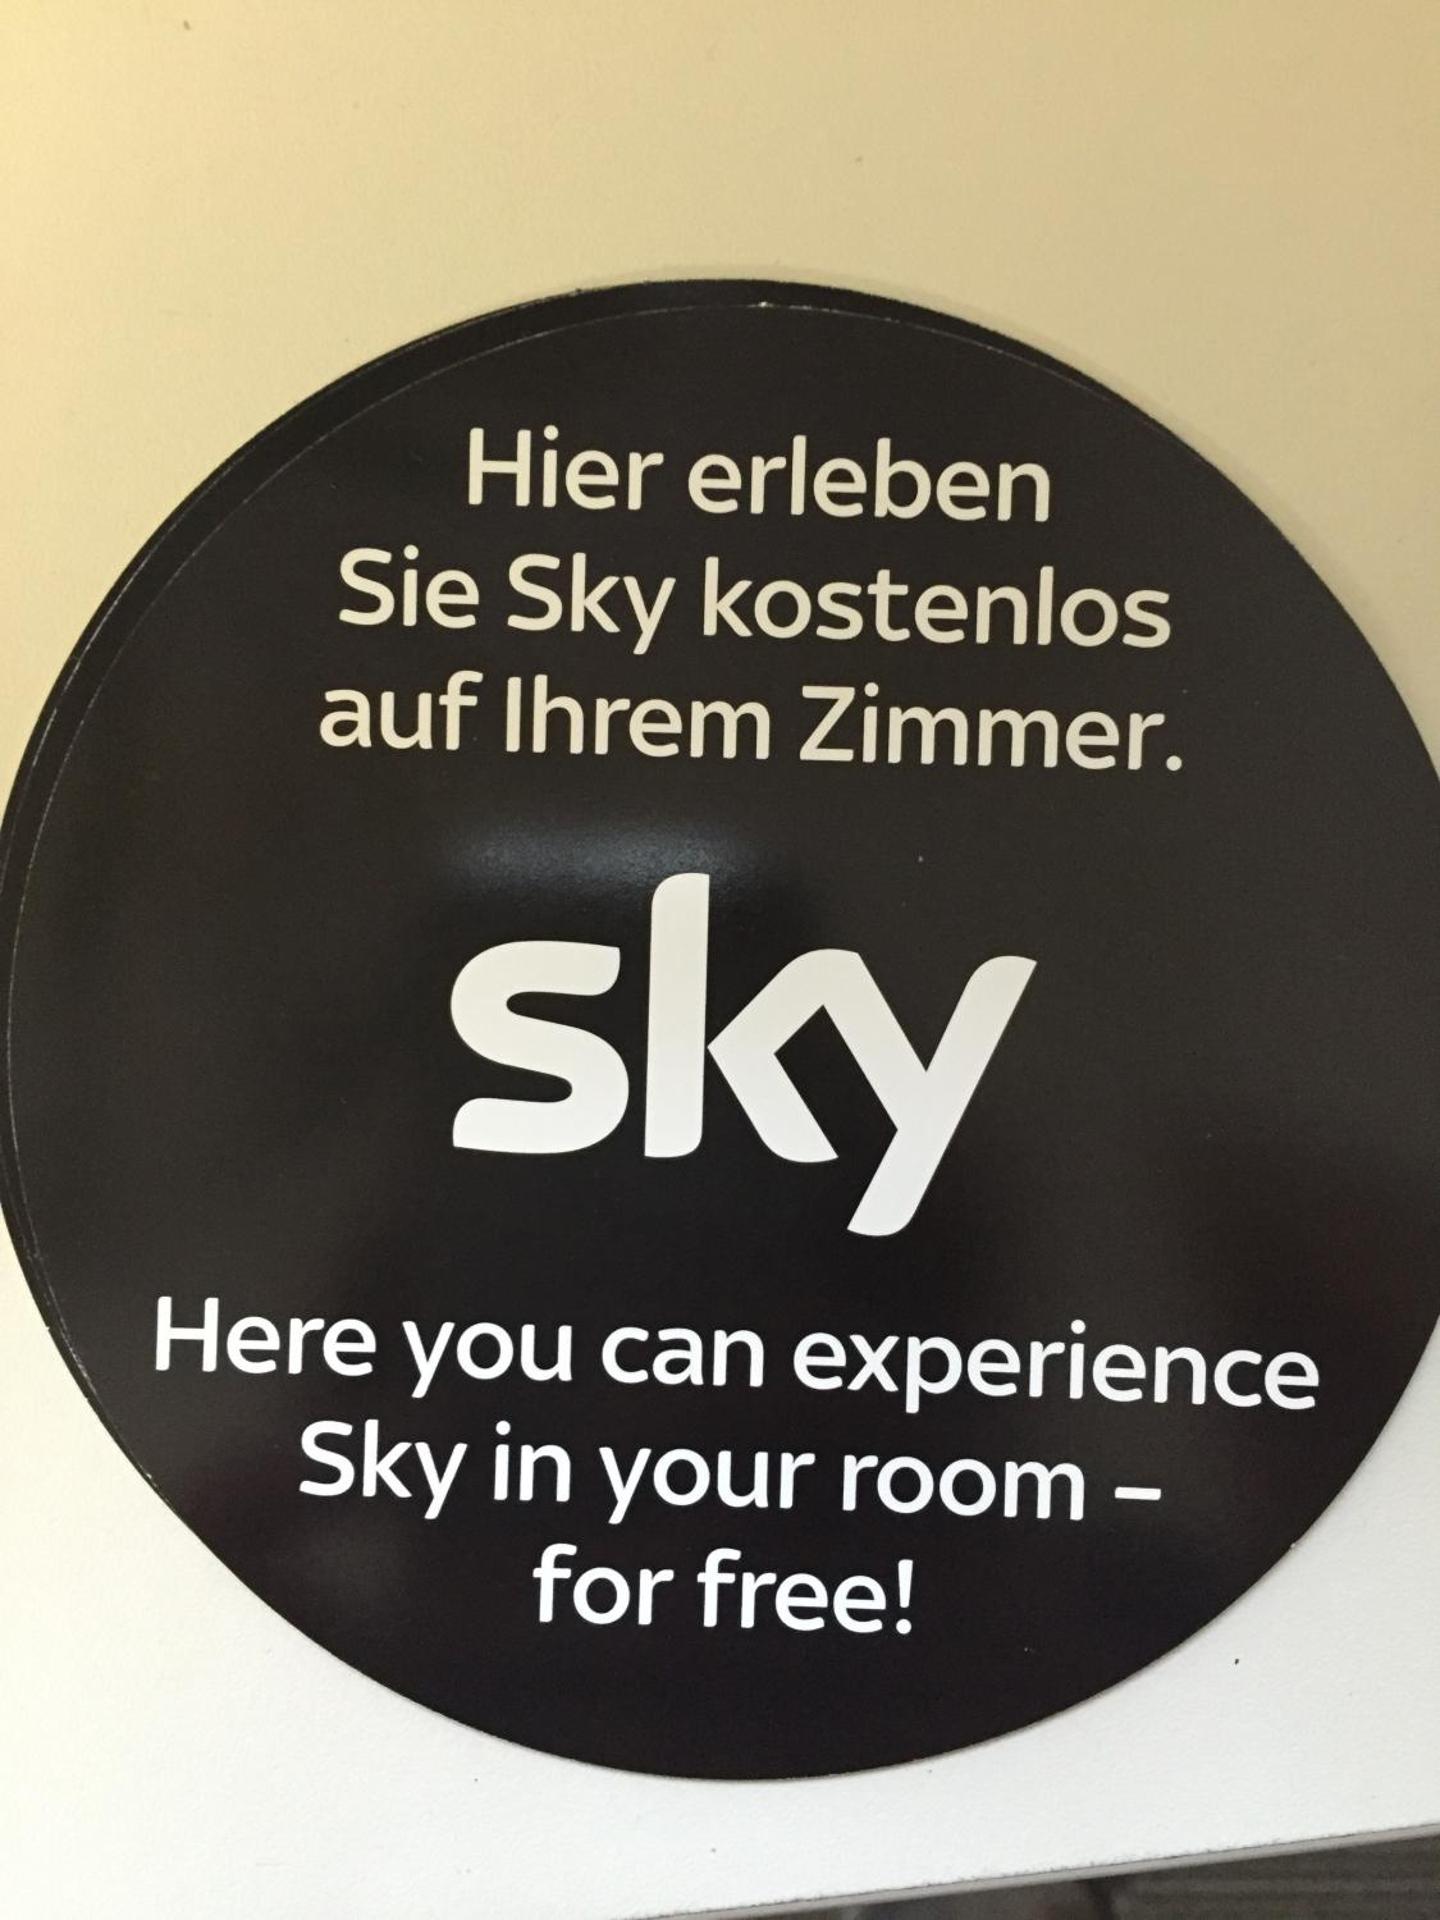 Hier erleben
Sie Sky kostenlos
auf Ihrem Zimmer.
sky
Here you can experience
Sky in your room –
for free!